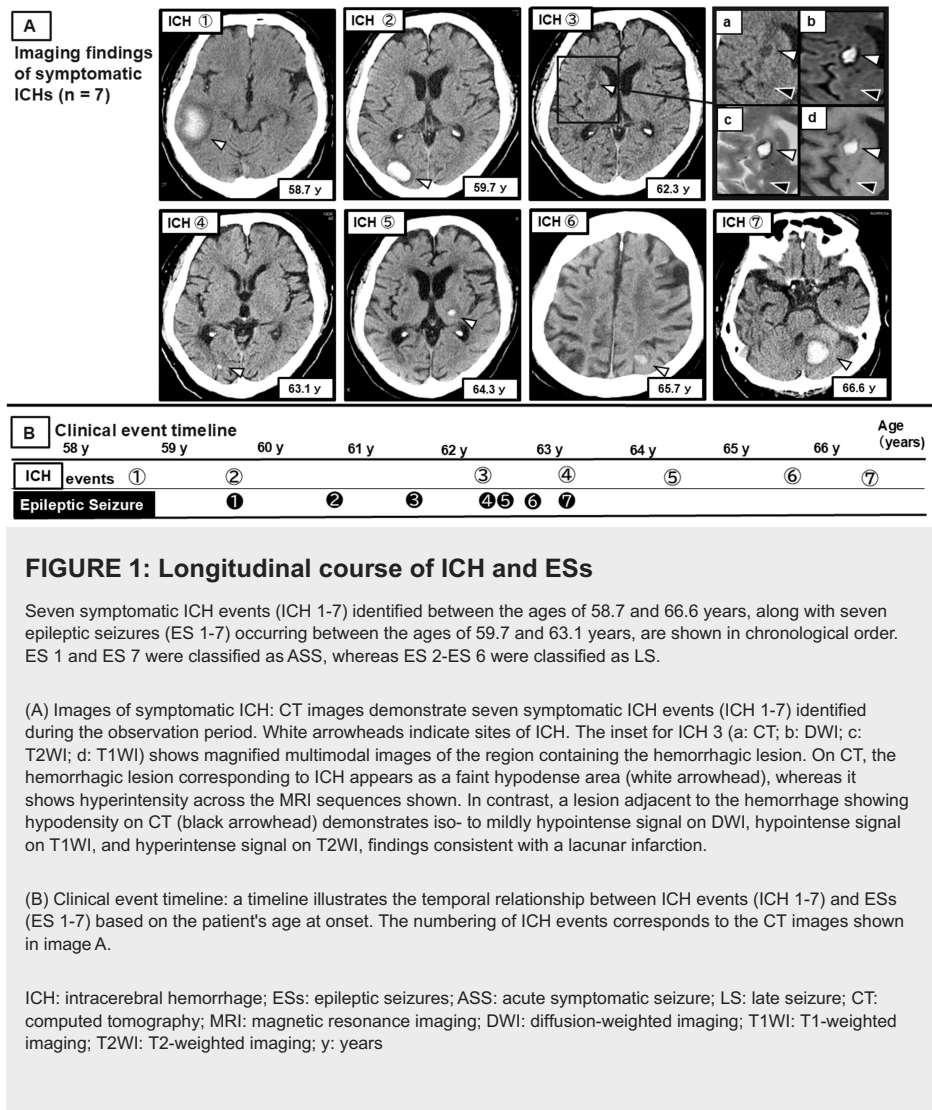 A
Imaging findings
of symptomatic
ICHs (n = 7)
ICH ①
58.7 y
ICH ②
59.7 y
ICH ③
62.3 y
a
b
c
d
ICH ④
63.1 y
ICH ⑤
64.3 y
ICH ⑥
65.7 y
ICH ⑦
66.6 y
B Clinical event timeline
Age
(years)
58 y 59 y 60 y 61 y 62 y 63 y 64 y 65 y 66 y
ICH events ① ② ③ ④ ⑤ ⑥ ⑦
Epileptic Seizure ❶ ❷ ❸ ❹ ❺ ❻ ❼
FIGURE 1: Longitudinal course of ICH and ESs
Seven symptomatic ICH events (ICH 1-7) identified between the ages of 58.7 and 66.6 years, along with seven
epileptic seizures (ES 1-7) occurring between the ages of 59.7 and 63.1 years, are shown in chronological order.
ES 1 and ES 7 were classified as ASS, whereas ES 2-ES 6 were classified as LS.
(A) Images of symptomatic ICH: CT images demonstrate seven symptomatic ICH events (ICH 1-7) identified
during the observation period. White arrowheads indicate sites of ICH. The inset for ICH 3 (a: CT; b: DWI; c:
T2WI; d: T1WI) shows magnified multimodal images of the region containing the hemorrhagic lesion. On CT, the
hemorrhagic lesion corresponding to ICH appears as a faint hypodense area (white arrowhead), whereas it
shows hyperintensity across the MRI sequences shown. In contrast, a lesion adjacent to the hemorrhage showing
hypodensity on CT (black arrowhead) demonstrates iso- to mildly hypointense signal on DWI, hypointense signal
on T1WI, and hyperintense signal on T2WI, findings consistent with a lacunar infarction.
(B) Clinical event timeline: a timeline illustrates the temporal relationship between ICH events (ICH 1-7) and ESs
(ES 1-7) based on the patient's age at onset. The numbering of ICH events corresponds to the CT images shown
in image A.
ICH: intracerebral hemorrhage; ESs: epileptic seizures; ASS: acute symptomatic seizure; LS: late seizure; CT:
computed tomography; MRI: magnetic resonance imaging; DWI: diffusion-weighted imaging; T1WI: T1-weighted
imaging; T2WI: T2-weighted imaging; y: years